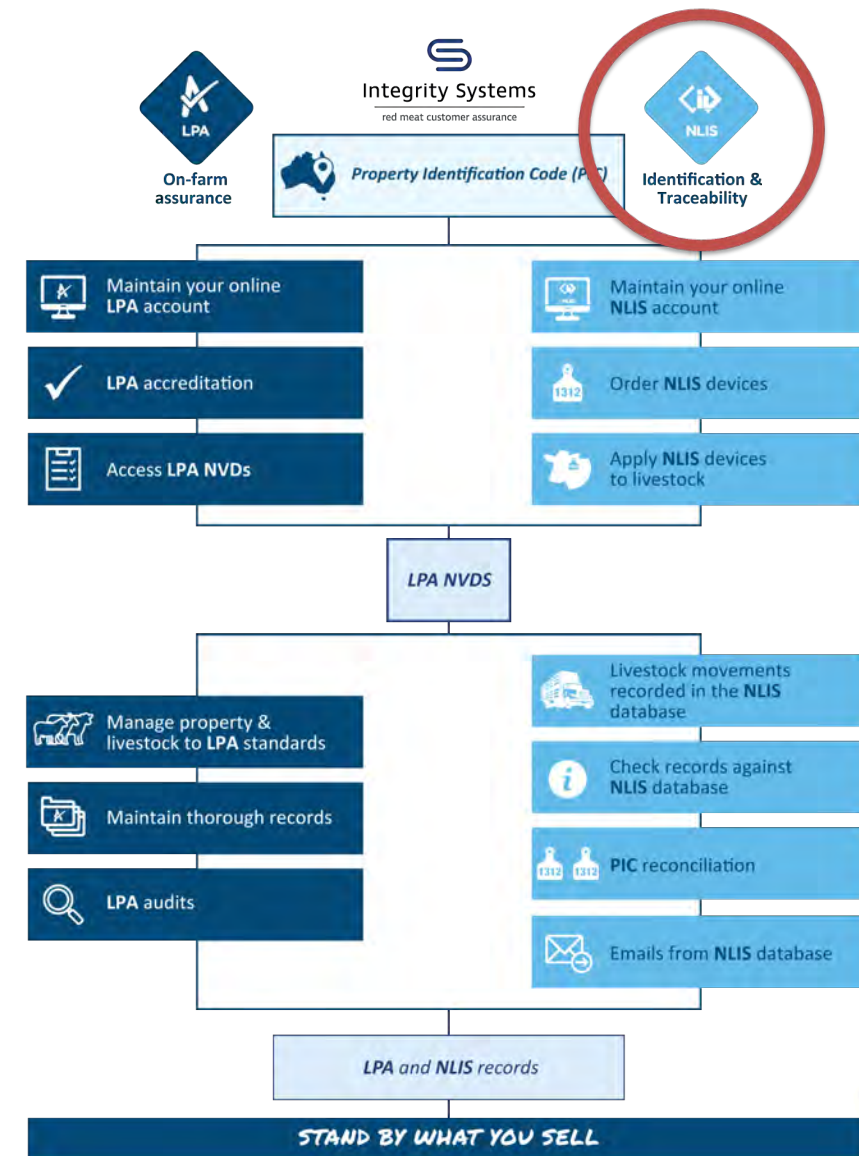 Integrity Systems
red meat customer assurance
LPA
NLIS
On-farm
assurance
Property Identification Code (PIC)
Identification &
Traceability
Maintain your online
LPA account
Maintain your online
NLIS account
LPA accreditation
1312
Order NLIS devices
Access LPA NVDs
Apply NLIS devices
to livestock
LPA NVDS
Livestock movements
recorded in the NLIS
database
Manage property &
livestock to LPA standards
Check records against
NLIS database
Maintain thorough records
1312 1312
PIC reconciliation
LPA audits
Emails from NLIS database
LPA and NLIS records
STAND BY WHAT YOU SELL